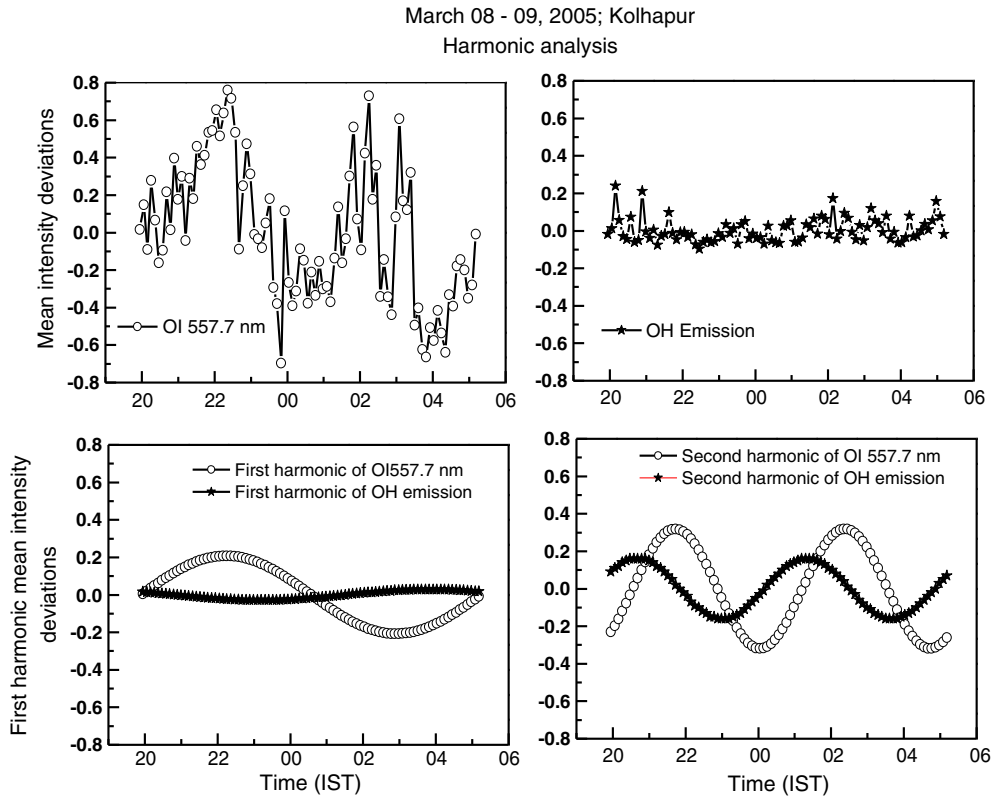 March 08 - 09, 2005; Kolhapur
Harmonic analysis
Mean intensity deviations
0.8
0.6
0.4
0.2
0.0
-0.2
-0.4
-0.6
-0.8
OI 557.7 nm
20 22 00 02 04 06
0.8
0.6
0.4
0.2
0.0
-0.2
-0.4
-0.6
-0.8
OH Emission
20 22 00 02 04 06
First harmonic mean intensity
deviations
0.8
0.6
0.4
0.2
0.0
-0.2
-0.4
-0.6
-0.8
First harmonic of OI557.7 nm
First harmonic of OH emission
20 22 00 02 04 06
Time (IST)
0.8
0.6
0.4
0.2
0.0
-0.2
-0.4
-0.6
-0.8
Second harmonic of OI 557.7 nm
Second harmonic of OH emission
20 22 00 02 04 06
Time (IST)